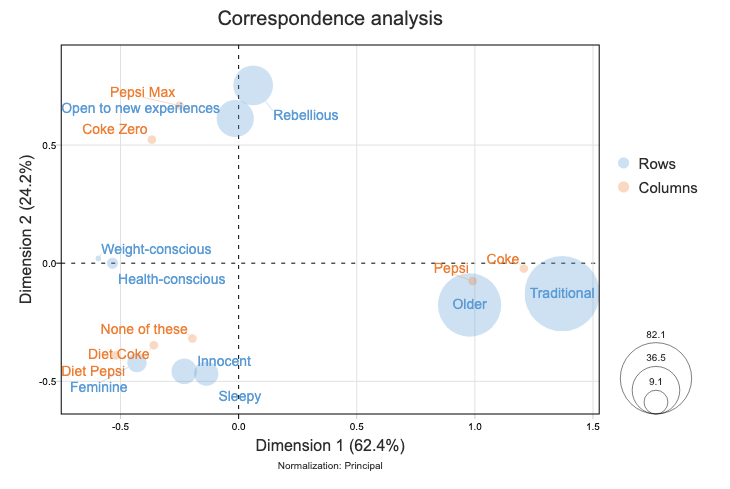 Correspondence analysis
Pepsi Max
Open to new experiences
Rebellious
Coke Zero
Weight-conscious
Health-conscious
Coke
Pepsi
Traditional
Older
None of these
Diet Coke
Innocent
Diet Pepsi
Feminine
Sleepy
0.5
0.0
-0.5
-0.5
0.0
0.5
1.0
1.5
Dimension 2 (24.2%)
Dimension 1 (62.4%)
Normalization: Principal
Rows
Columns
82.1
36.5
9.1